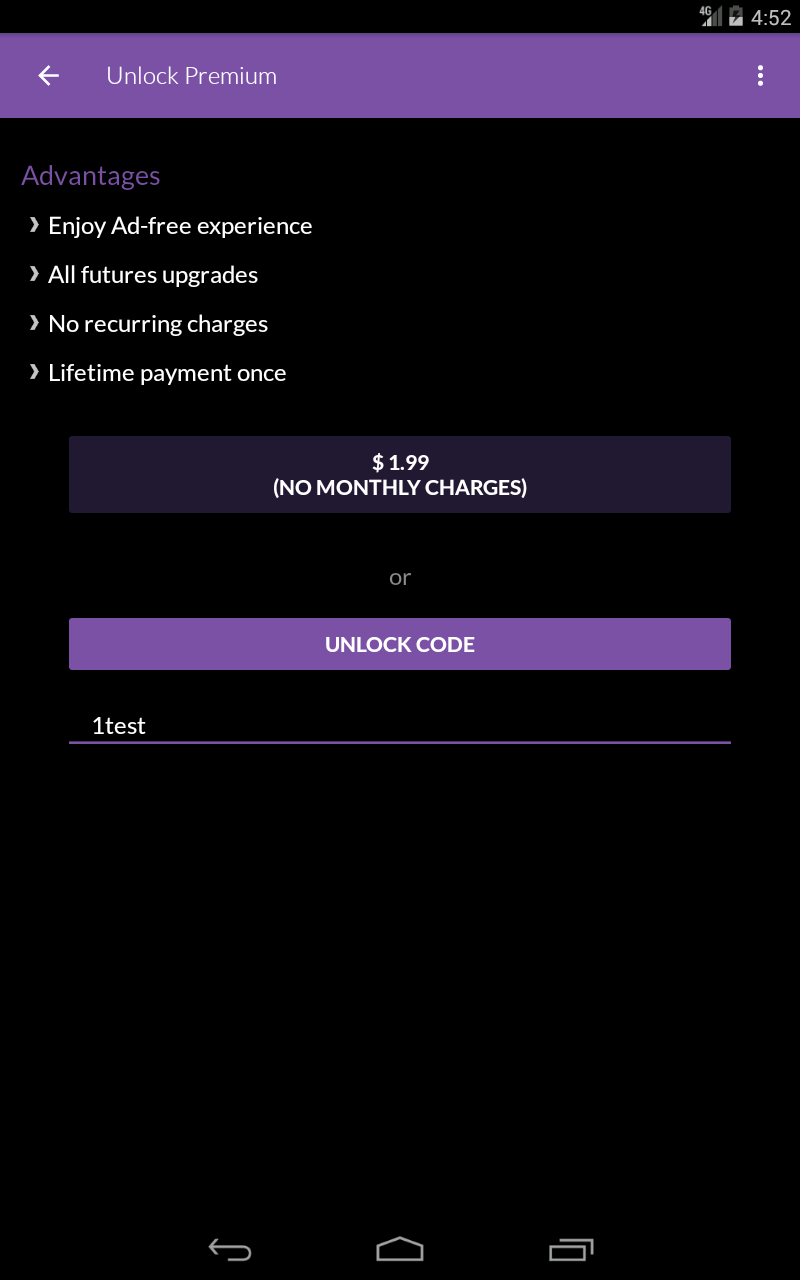 4G 4:52
Unlock Premium
Advantages
❱ Enjoy Ad-free experience
❱ All futures upgrades
❱ No recurring charges
❱ Lifetime payment once
$ 1.99
(NO MONTHLY CHARGES)
or
UNLOCK CODE
1test